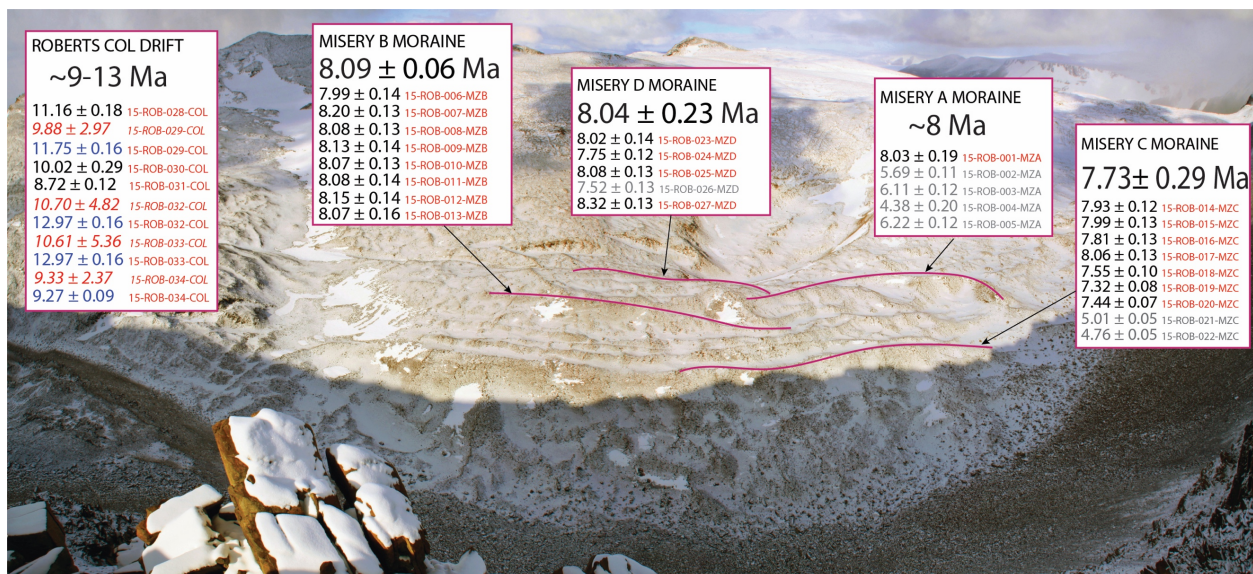 ROBERTS COL DRIFT
~9-13 Ma
11.16 ± 0.18 15-ROB-028-COL
9.88 ± 2.97 15-ROB-029-COL
11.75 ± 0.16 15-ROB-029-COL
10.02 ± 0.29 15-ROB-030-COL
8.72 ± 0.12 15-ROB-031-COL
10.70 ± 4.82 15-ROB-032-COL
12.97 ± 0.16 15-ROB-032-COL
10.61 ± 5.36 15-ROB-033-COL
12.97 ± 0.16 15-ROB-033-COL
9.33 ± 2.37 15-ROB-034-COL
9.27 ± 0.09 15-ROB-034-COL
MISERY B MORAINE
8.09 ± 0.06 Ma
7.99 ± 0.14 15-ROB-006-MZB
8.20 ± 0.13 15-ROB-007-MZB
8.08 ± 0.13 15-ROB-008-MZB
8.13 ± 0.14 15-ROB-009-MZB
8.07 ± 0.13 15-ROB-010-MZB
8.08 ± 0.14 15-ROB-011-MZB
8.15 ± 0.14 15-ROB-012-MZB
8.07 ± 0.16 15-ROB-013-MZB
MISERY D MORAINE
8.04 ± 0.23 Ma
8.02 ± 0.14 15-ROB-023-MZD
7.75 ± 0.12 15-ROB-024-MZD
8.08 ± 0.13 15-ROB-025-MZD
7.52 ± 0.13 15-ROB-026-MZD
8.32 ± 0.13 15-ROB-027-MZD
MISERY A MORAINE
~8 Ma
8.03 ± 0.19 15-ROB-001-MZA
5.69 ± 0.11 15-ROB-002-MZA
6.11 ± 0.12 15-ROB-003-MZA
4.38 ± 0.20 15-ROB-004-MZA
6.22 ± 0.12 15-ROB-005-MZA
MISERY C MORAINE
7.73± 0.29 Ma
7.93 ± 0.12 15-ROB-014-MZC
7.99 ± 0.13 15-ROB-015-MZC
7.81 ± 0.13 15-ROB-016-MZC
8.06 ± 0.13 15-ROB-017-MZC
7.55 ± 0.10 15-ROB-018-MZC
7.32 ± 0.08 15-ROB-019-MZC
7.44 ± 0.07 15-ROB-020-MZC
5.01 ± 0.05 15-ROB-021-MZC
4.76 ± 0.05 15-ROB-022-MZC